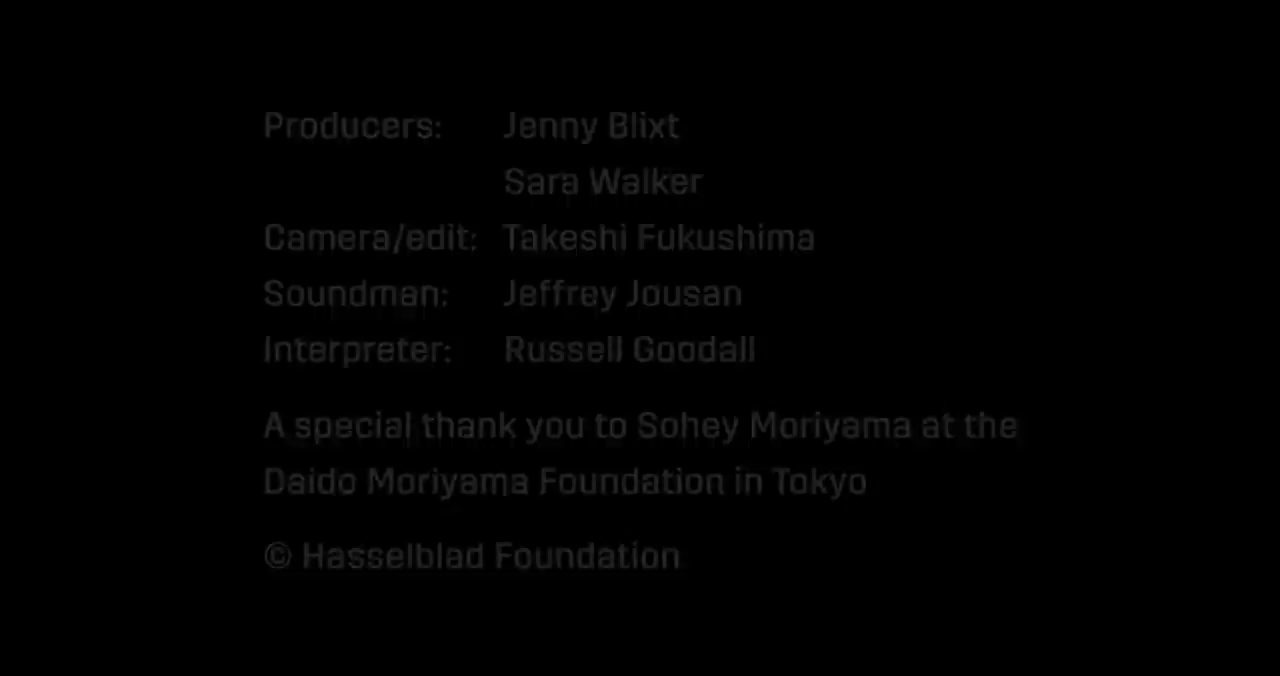 Producers: Jenny Blixt
Sara Walker
Camera/edit: Takeshi Fukushima
Soundman: Jeffrey Jousan
Interpreter: Russell Goodall
A special thank you to Sohey Moriyama at the
Daido Moriyama Foundation in Tokyo
© Hasselblad Foundation